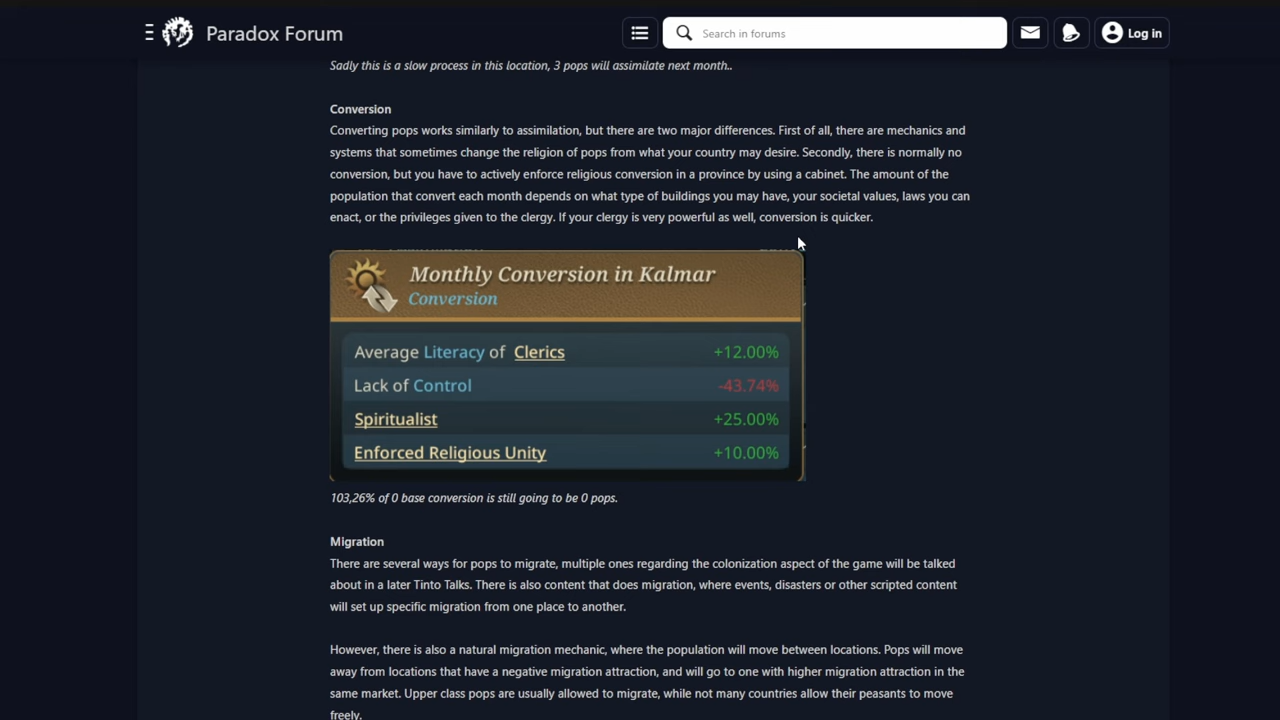 Paradox Forum
Search in forums
Log in
Sadly this is a slow process in this location, 3 pops will assimilate next month..
Conversion
Converting pops works similarly to assimilation, but there are two major differences. First of all, there are mechanics and
systems that sometimes change the religion of pops from what your country may desire. Secondly, there is normally no
conversion, but you have to actively enforce religious conversion in a province by using a cabinet. The amount of the
population that convert each month depends on what type of buildings you may have, your societal values, laws you can
enact, or the privileges given to the clergy. If your clergy is very powerful as well, conversion is quicker.
Monthly Conversion in Kalmar
Conversion
Average Literacy of Clerics +12.00%
Lack of Control -43.74%
Spiritualist +25.00%
Enforced Religious Unity +10.00%
103,26% of 0 base conversion is still going to be 0 pops.
Migration
There are several ways for pops to migrate, multiple ones regarding the colonization aspect of the game will be talked
about in a later Tinto Talks. There is also content that does migration, where events, disasters or other scripted content
will set up specific migration from one place to another.
However, there is also a natural migration mechanic, where the population will move between locations. Pops will move
away from locations that have a negative migration attraction, and will go to one with higher migration attraction in the
same market. Upper class pops are usually allowed to migrate, while not many countries allow their peasants to move
freely.